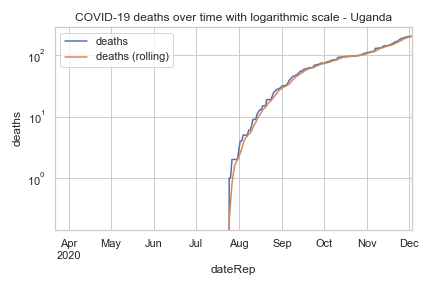 COVID-19 deaths over time with logarithmic scale - Uganda
deaths
deaths (rolling)
10²
10¹
10⁰
deaths
Apr May Jun Jul Aug Sep Oct Nov Dec
2020
dateRep